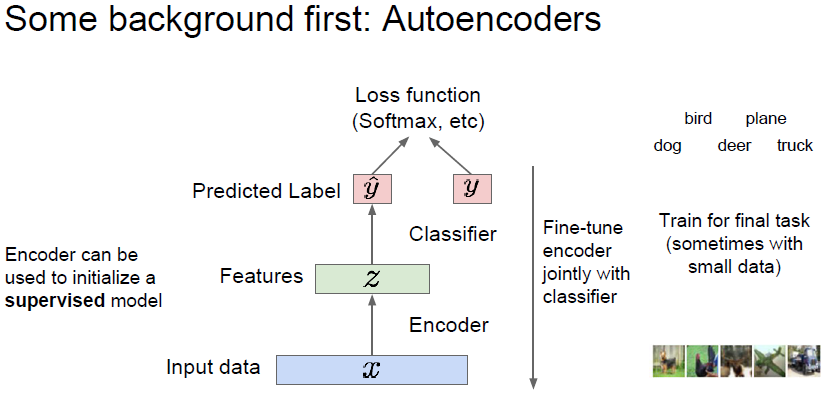 Some background first: Autoencoders
Loss function
(Softmax, etc)
bird plane
dog deer truck
Predicted Label
ŷ
y
Classifier
Encoder can be
used to initialize a
supervised model
Features
z
Fine-tune
encoder
jointly with
classifier
Train for final task
(sometimes with
small data)
Encoder
Input data
x